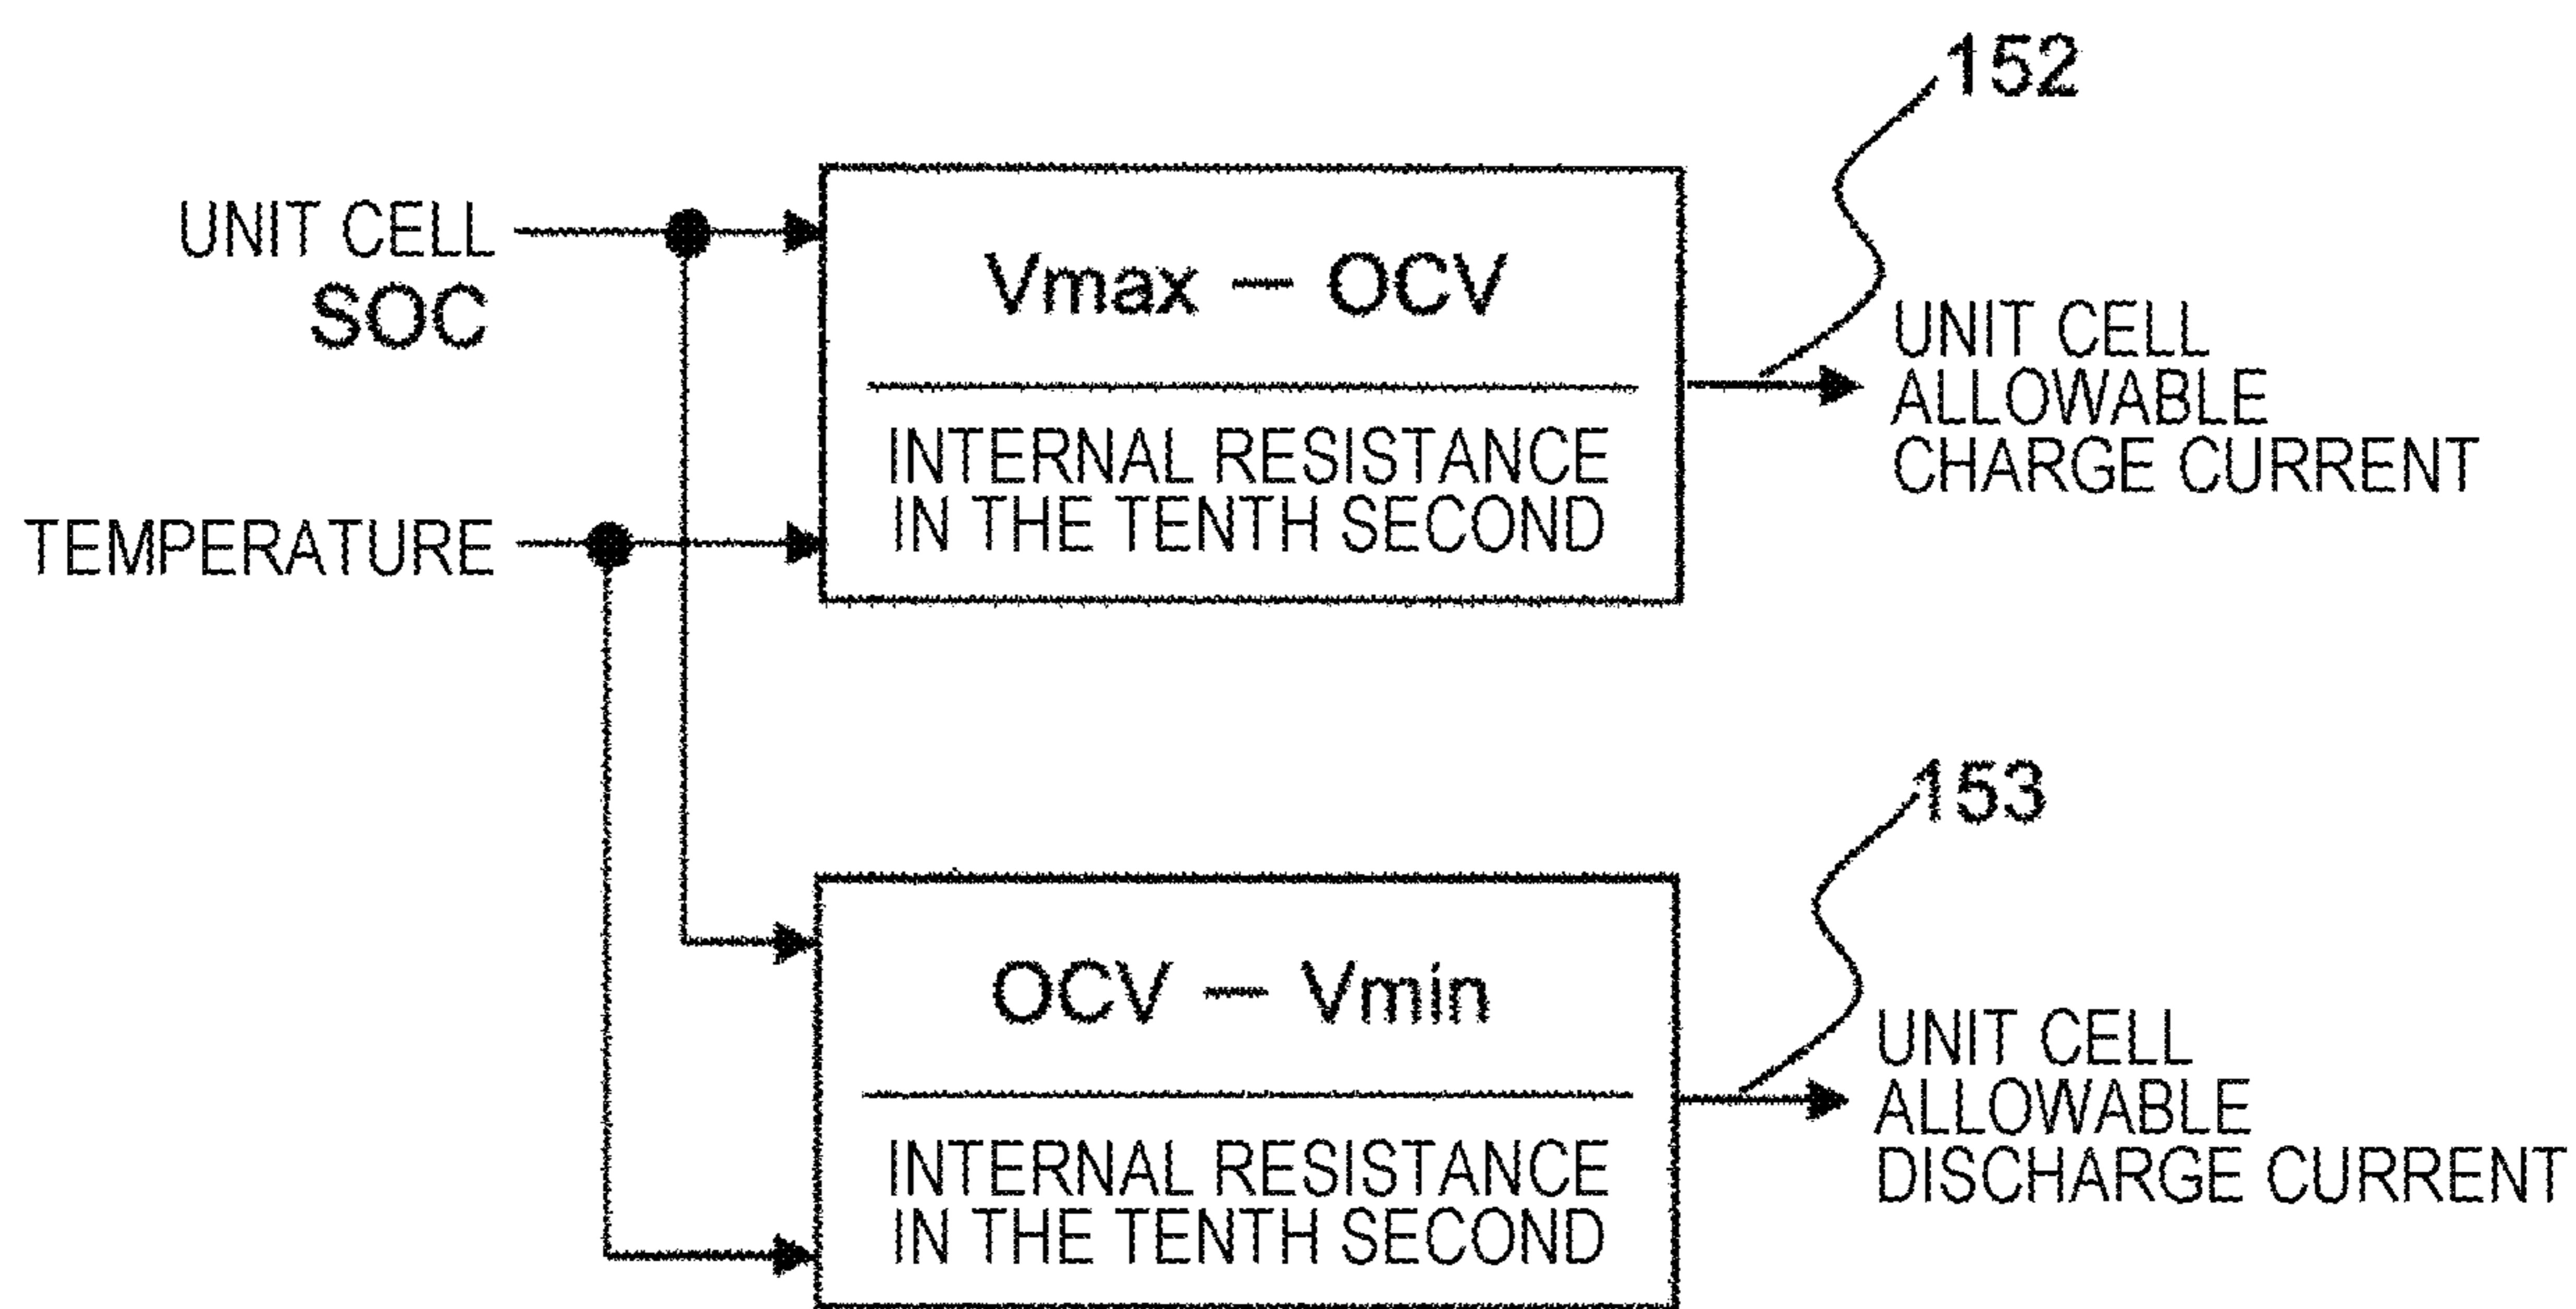 152
UNIT CELL
SOC
Vmax — OCV
INTERNAL RESISTANCE
IN THE TENTH SECOND
UNIT CELL
ALLOWABLE
CHARGE CURRENT
TEMPERATURE
153
OCV — Vmin
INTERNAL RESISTANCE
IN THE TENTH SECOND
UNIT CELL
ALLOWABLE
DISCHARGE CURRENT